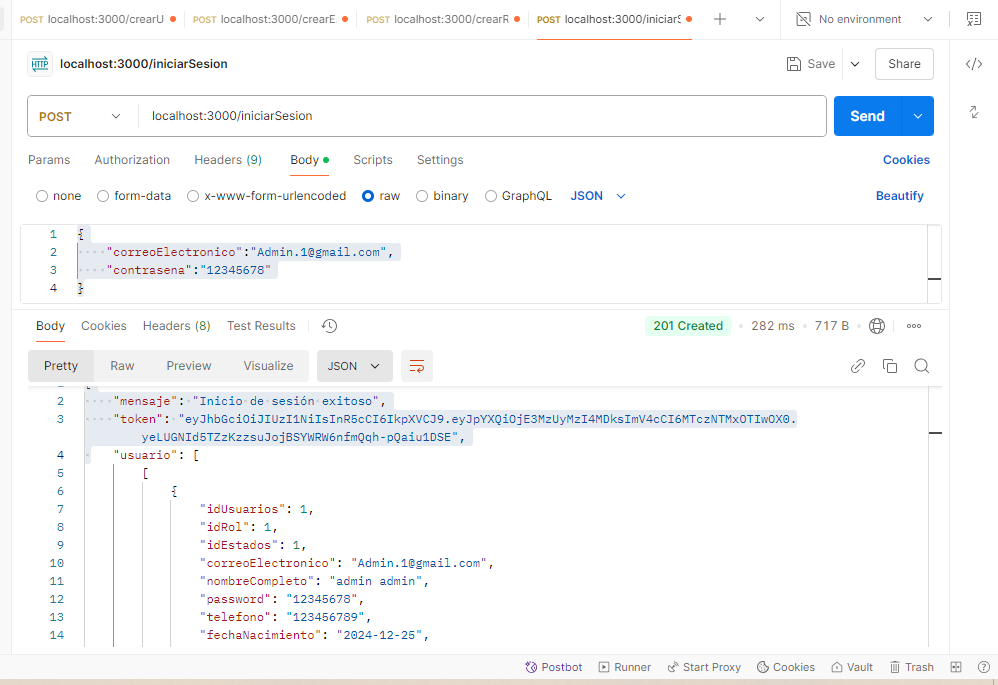 POST localhost:3000/crearU POST localhost:3000/crearE POST localhost:3000/crearR POST localhost:3000/iniciarS No environment
HTTP localhost:3000/iniciarSesion Save Share
POST localhost:3000/iniciarSesion Send
Params Authorization Headers (9) Body Scripts Settings Cookies
none form-data x-www-form-urlencoded raw binary GraphQL JSON Beautify
1 {
2 "correoElectronico":"Admin.1@gmail.com",
3 "contrasena":"12345678"
4 }
Body Cookies Headers (8) Test Results 201 Created 282 ms 717 B
Pretty Raw Preview Visualize JSON
2 "mensaje": "Inicio de sesión exitoso",
3 "token": "eyJhbGciOiJIUzI1NiIsInR5cCI6IkpXVCJ9.eyJpYXQiOjE3MzUyMzI4MDksImV4cCI6MTczNTMxOTIwOX0.
yeLUGNId5TZzKzzsuJojBSYWRW6nfmQqh-pQaiu1DSE",
4 "usuario": [
5 [
6 {
7 "idUsuarios": 1,
8 "idRol": 1,
9 "idEstados": 1,
10 "correoElectronico": "Admin.1@gmail.com",
11 "nombreCompleto": "admin admin",
12 "password": "12345678",
13 "telefono": "123456789",
14 "fechaNacimiento": "2024-12-25",
Postbot Runner Start Proxy Cookies Vault Trash